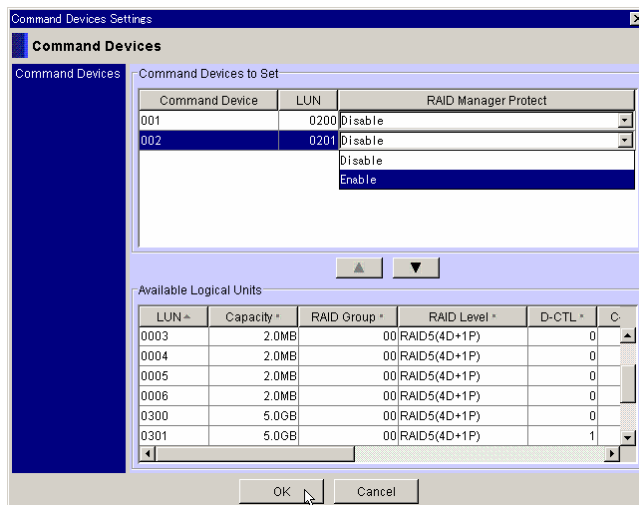 Command Devices Settings
Command Devices
Command Devices
Command Devices to Set
Command Device LUN RAID Manager Protect
001 0200 Disable
002 0201 Disable
Disable
Enable
Available Logical Units
LUN Capacity RAID Group RAID Level D-CTL C
0003 2.0MB 00 RAID5(4D+1P) 0
0004 2.0MB 00 RAID5(4D+1P) 0
0005 2.0MB 00 RAID5(4D+1P) 0
0006 2.0MB 00 RAID5(4D+1P) 0
0300 5.0GB 00 RAID5(4D+1P) 0
0301 5.0GB 00 RAID5(4D+1P) 1
OK Cancel